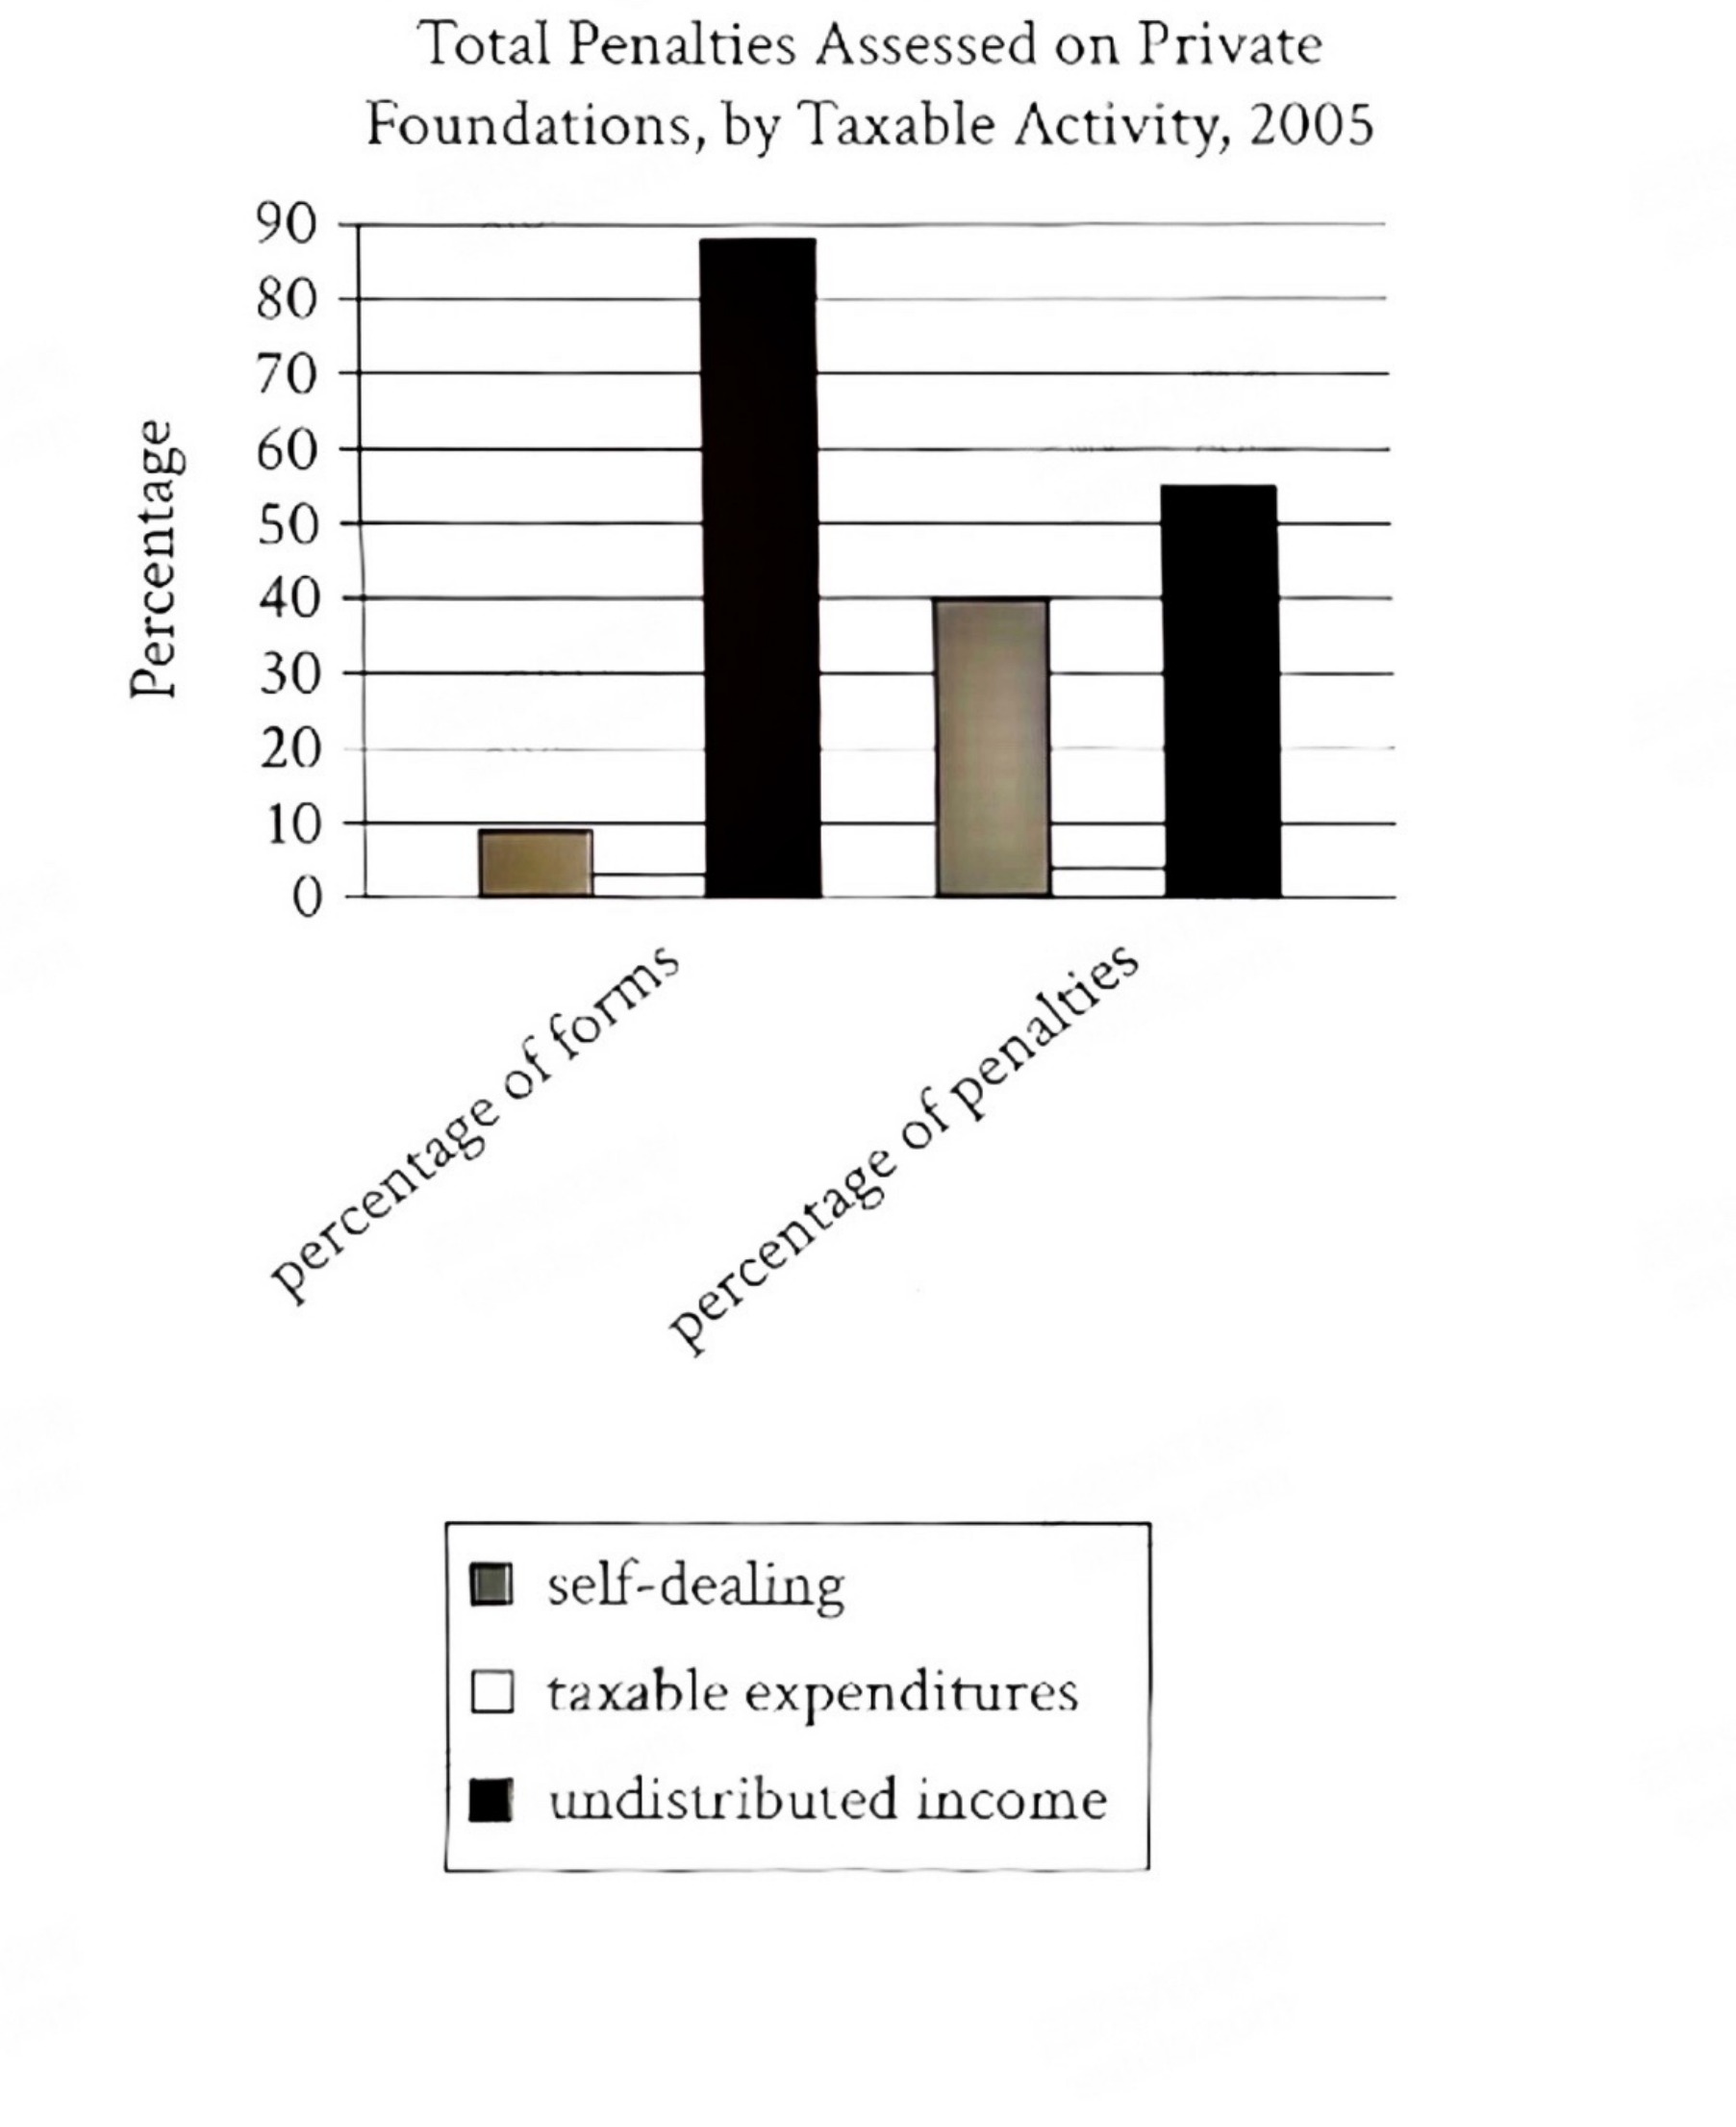 Total Penalties Assessed on Private
Foundations, by Taxable Activity, 2005
Percentage
90
80
70
60
50
40
30
20
10
0
percentage of forms
percentage of penalties
self-dealing
taxable expenditures
undistributed income